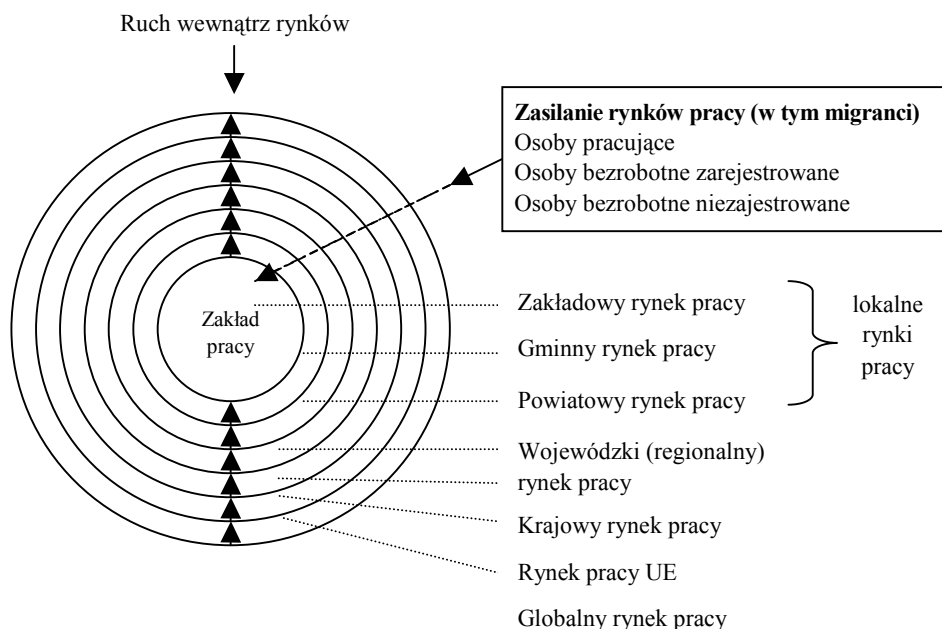 Ruch wewnątrz rynków
Zasilanie rynków pracy (w tym migranci)
Osoby pracujące
Osoby bezrobotne zarejestrowane
Osoby bezrobotne niezajestrowane
Zakład
pracy
Zakładowy rynek pracy
Gminny rynek pracy
Powiatowy rynek pracy
lokalne
rynki
pracy
Wojewódzki (regionalny)
rynek pracy
Krajowy rynek pracy
Rynek pracy UE
Globalny rynek pracy